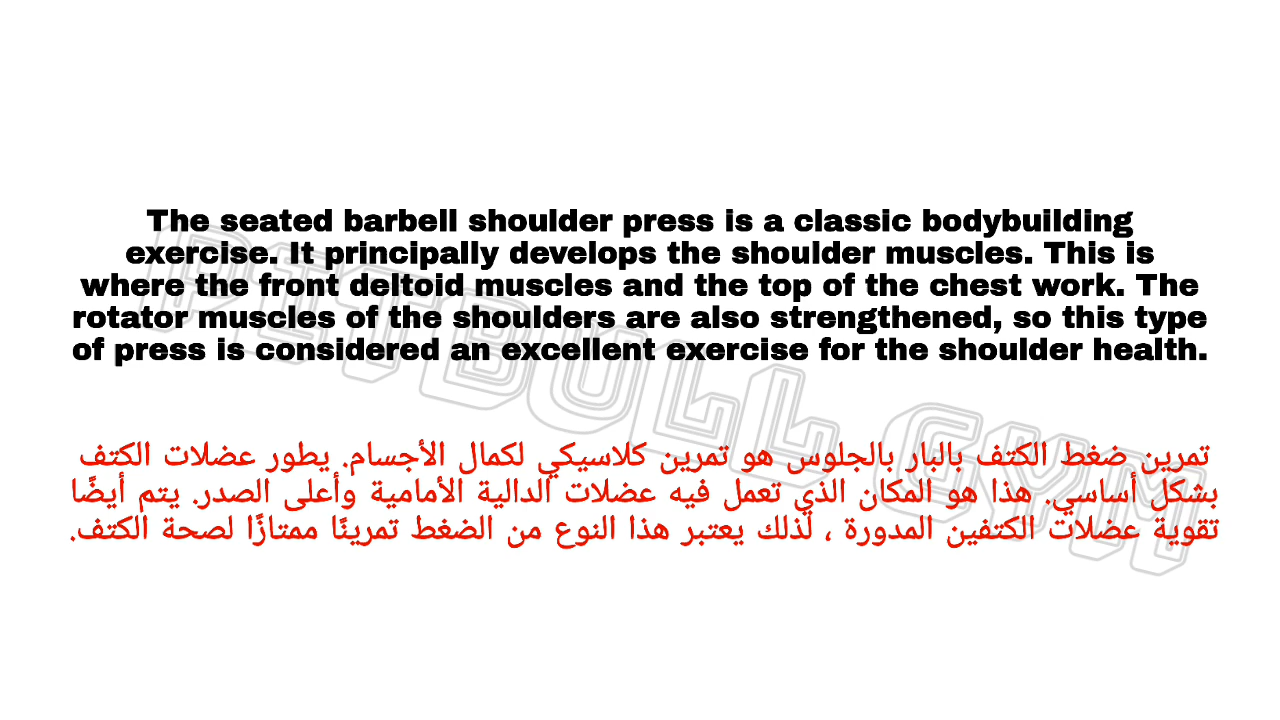 The seated barbell shoulder press is a classic bodybuilding
exercise. It principally develops the shoulder muscles. This is
where the front deltoid muscles and the top of the chest work. The
rotator muscles of the shoulders are also strengthened, so this type
of press is considered an excellent exercise for the shoulder health.
PITBULL GYM
تمرين ضغط الكتف بالبار بالجلوس هو تمرين كلاسيكي لكمال الأجسام. يطور عضلات الكتف
بشكل أساسي. هذا هو المكان الذي تعمل فيه عضلات الدالية الأمامية وأعلى الصدر. يتم أيضًا
تقوية عضلات الكتفين المدورة ، لذلك يعتبر هذا النوع من الضغط تمرينًا ممتازًا لصحة الكتف.